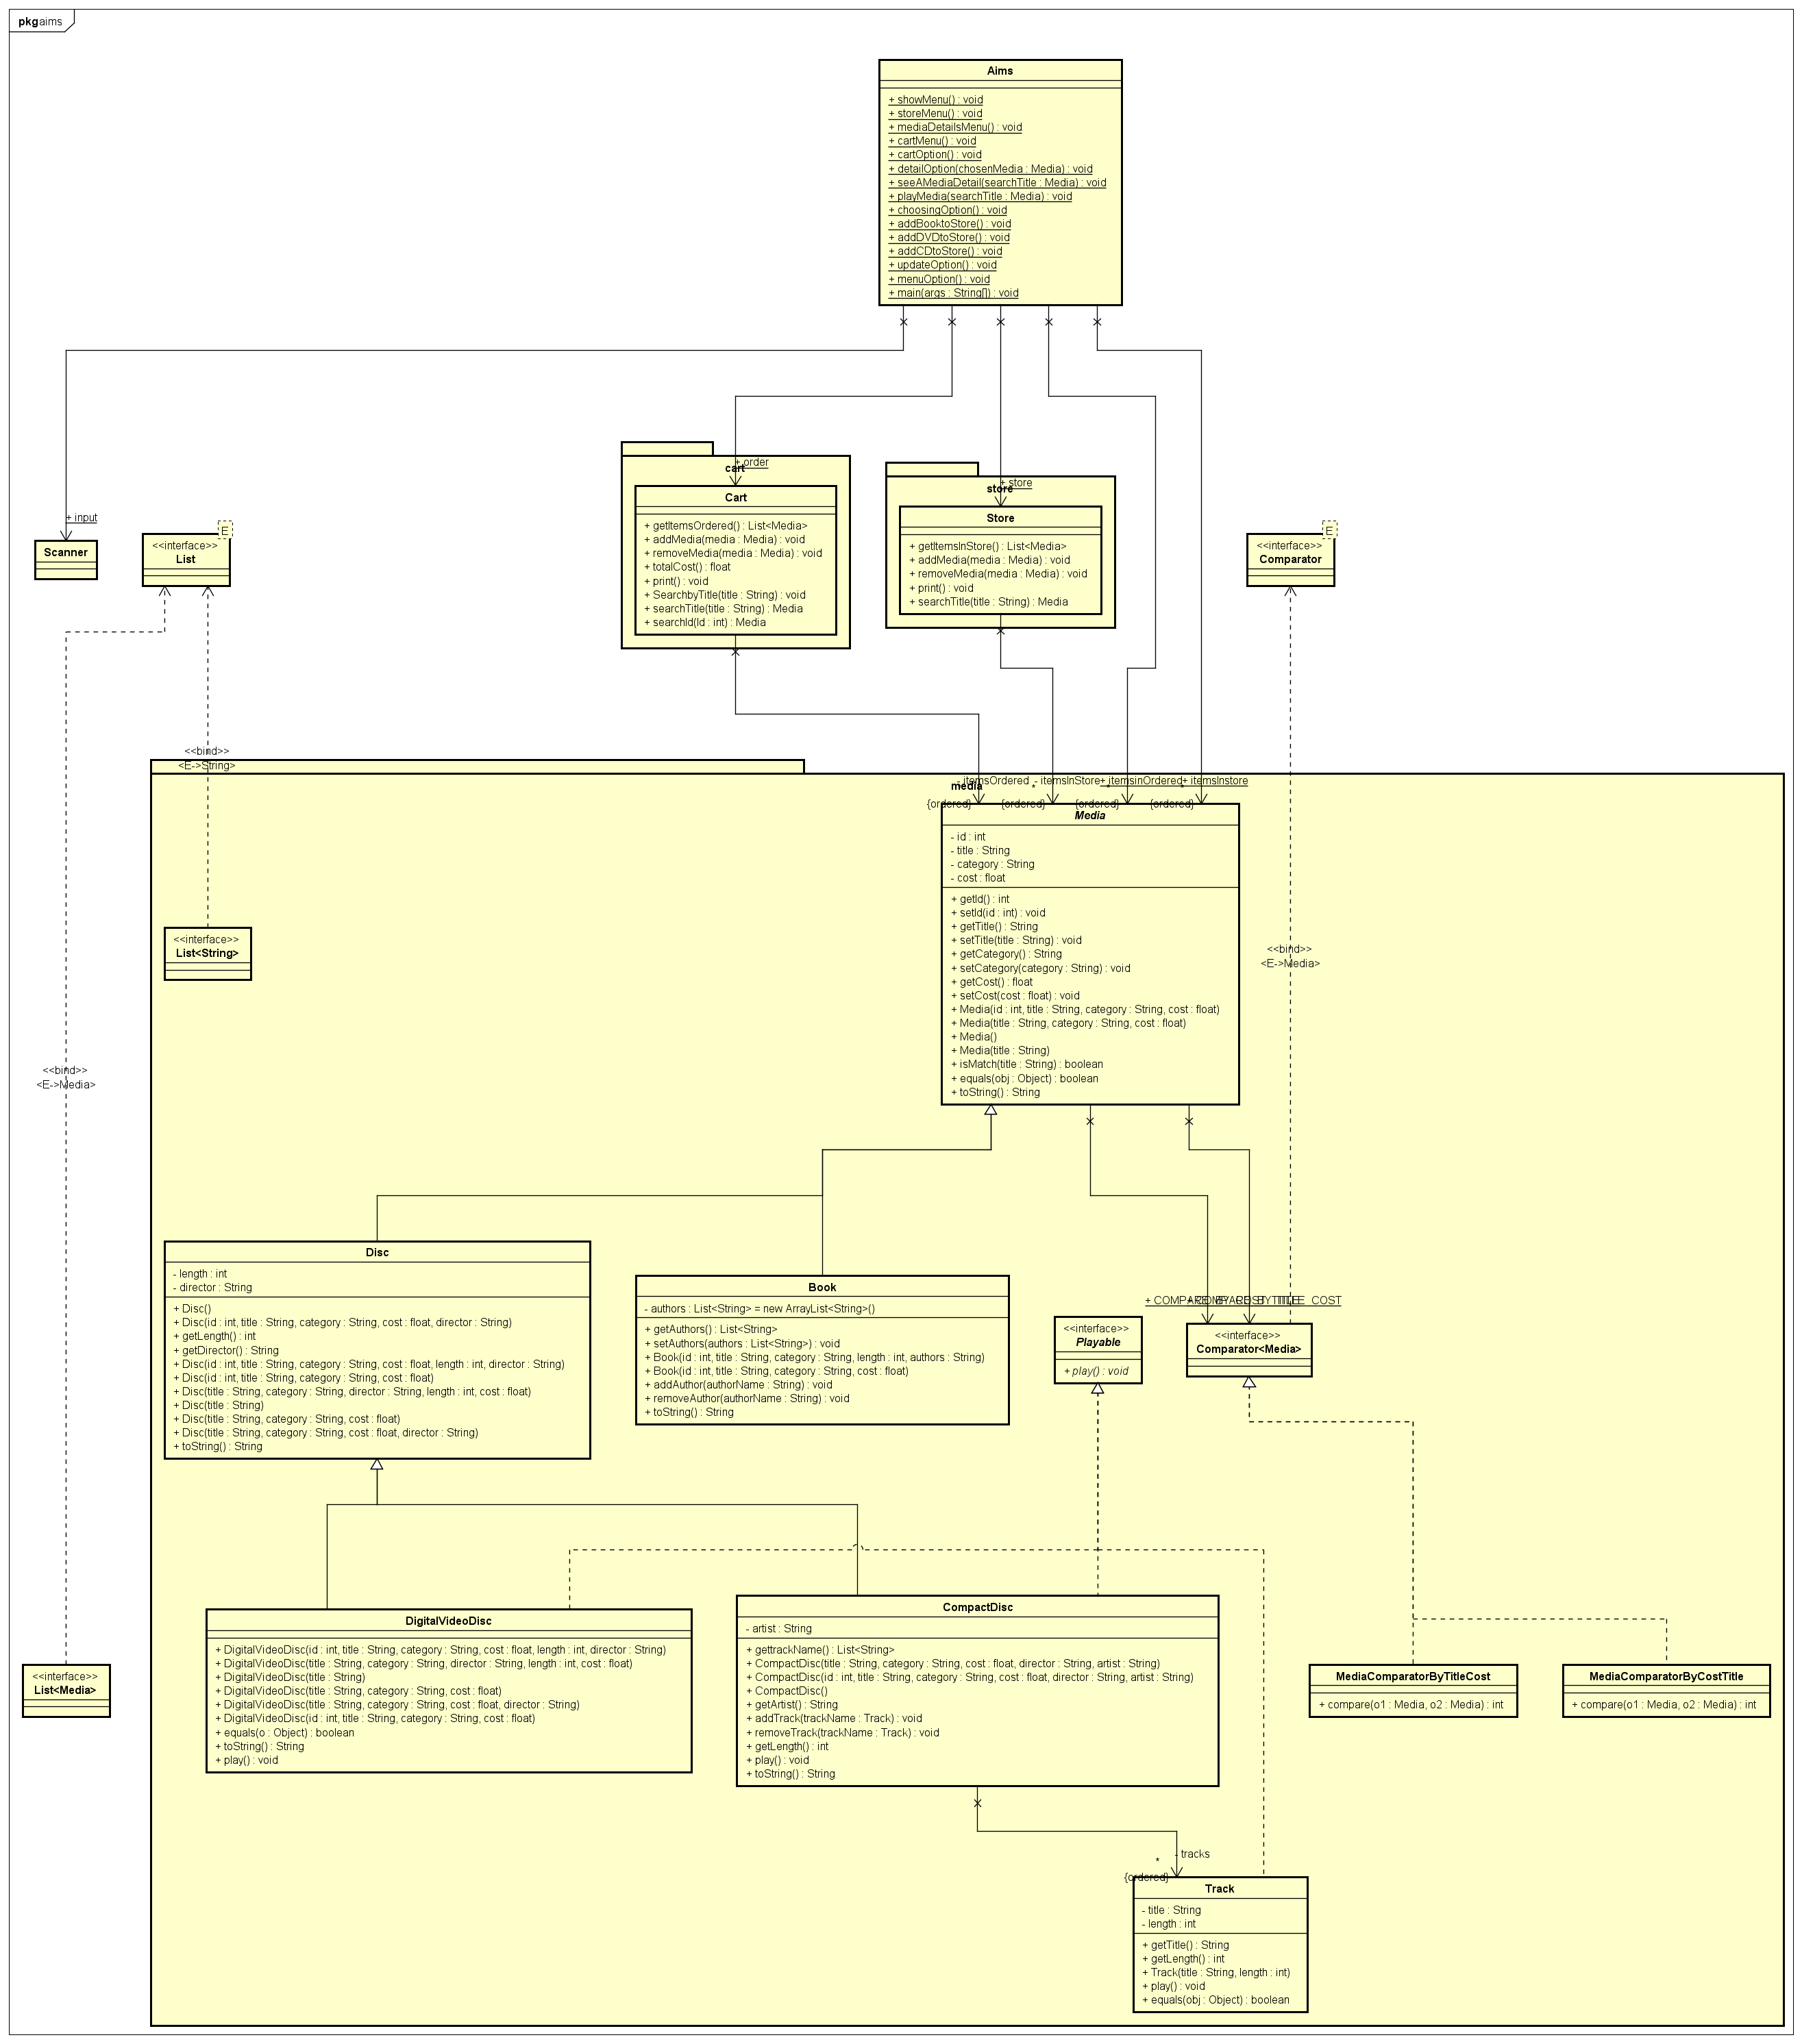 pkg aims
Aims
+ showMenu() : void
+ storeMenu() : void
+ mediaDetailsMenu() : void
+ cartMenu() : void
+ cartOption() : void
+ detailOption(chosenMedia : Media) : void
+ seeAMediaDetail(searchTitle : Media) : void
+ playMedia(searchTitle : Media) : void
+ choosingOption() : void
+ addBooktoStore() : void
+ addDVDtoStore() : void
+ addCDtoStore() : void
+ updateOption() : void
+ menuOption() : void
+ main(args : String[]) : void
+ input
Scanner
E
<<interface>>
List
+ order
cart
Cart
+ getItemsOrdered() : List<Media>
+ addMedia(media : Media) : void
+ removeMedia(media : Media) : void
+ totalCost() : float
+ print() : void
+ SearchbyTitle(title : String) : void
+ searchTitle(title : String) : Media
+ searchId(Id : int) : Media
+ store
store
Store
+ getItemsInStore() : List<Media>
+ addMedia(media : Media) : void
+ removeMedia(media : Media) : void
+ print() : void
+ searchTitle(title : String) : Media
E
<<interface>>
Comparator
<<bind>>
<E->String>
media
- itemsOrdered
- itemsInStore
+ itemsinOrdered
+ itemsInstore
*
*
*
{ordered}
{ordered}
{ordered}
{ordered}
Media
- id : int
- title : String
- category : String
- cost : float
+ getId() : int
+ setId(id : int) : void
+ getTitle() : String
+ setTitle(title : String) : void
+ getCategory() : String
+ setCategory(category : String) : void
+ getCost() : float
+ setCost(cost : float) : void
+ Media(id : int, title : String, category : String, cost : float)
+ Media(title : String, category : String, cost : float)
+ Media()
+ Media(title : String)
+ isMatch(title : String) : boolean
+ equals(obj : Object) : boolean
+ toString() : String
<<interface>>
List<String>
<<bind>>
<E->Media>
<<bind>>
<E->Media>
Disc
- length : int
- director : String
+ Disc()
+ Disc(id : int, title : String, category : String, cost : float, director : String)
+ getLength() : int
+ getDirector() : String
+ Disc(id : int, title : String, category : String, cost : float, length : int, director : String)
+ Disc(id : int, title : String, category : String, cost : float)
+ Disc(title : String, category : String, director : String, length : int, cost : float)
+ Disc(title : String)
+ Disc(title : String, category : String, cost : float)
+ Disc(title : String, category : String, cost : float, director : String)
+ toString() : String
Book
- authors : List<String> = new ArrayList<String>()
+ getAuthors() : List<String>
+ setAuthors(authors : List<String>) : void
+ Book(id : int, title : String, category : String, length : int, authors : String)
+ Book(id : int, title : String, category : String, cost : float)
+ addAuthor(authorName : String) : void
+ removeAuthor(authorName : String) : void
+ toString() : String
<<interface>>
Playable
+ play() : void
<<interface>>
Comparator<Media>
DigitalVideoDisc
+ DigitalVideoDisc(id : int, title : String, category : String, cost : float, length : int, director : String)
+ DigitalVideoDisc(title : String, category : String, director : String, length : int, cost : float)
+ DigitalVideoDisc(title : String)
+ DigitalVideoDisc(title : String, category : String, cost : float)
+ DigitalVideoDisc(title : String, category : String, cost : float, director : String)
+ DigitalVideoDisc(id : int, title : String, category : String, cost : float)
+ equals(o : Object) : boolean
+ toString() : String
+ play() : void
CompactDisc
- artist : String
+ gettrackName() : List<String>
+ CompactDisc(title : String, category : String, cost : float, director : String, artist : String)
+ CompactDisc(id : int, title : String, category : String, cost : float, director : String, artist : String)
+ CompactDisc()
+ getArtist() : String
+ addTrack(trackName : Track) : void
+ removeTrack(trackName : Track) : void
+ getLength() : int
+ play() : void
+ toString() : String
<<interface>>
List<Media>
MediaComparatorByTitleCost
+ compare(o1 : Media, o2 : Media) : int
MediaComparatorByCostTitle
+ compare(o1 : Media, o2 : Media) : int
- tracks
*
{ordered}
Track
- title : String
- length : int
+ getTitle() : String
+ getLength() : int
+ Track(title : String, length : int)
+ play() : void
+ equals(obj : Object) : boolean